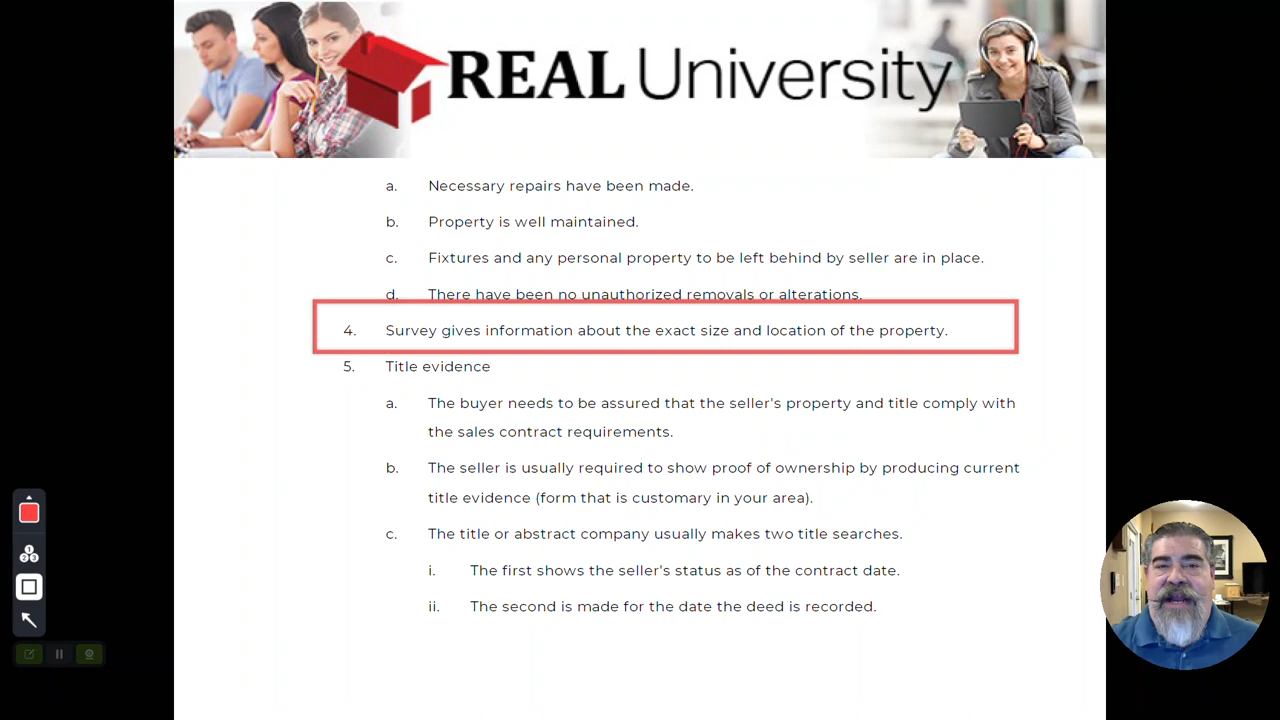 REAL University
a. Necessary repairs have been made.
b. Property is well maintained.
c. Fixtures and any personal property to be left behind by seller are in place.
d. There have been no unauthorized removals or alterations.
4. Survey gives information about the exact size and location of the property.
5. Title evidence
a. The buyer needs to be assured that the seller's property and title comply with
the sales contract requirements.
b. The seller is usually required to show proof of ownership by producing current
title evidence (form that is customary in your area).
c. The title or abstract company usually makes two title searches.
i. The first shows the seller's status as of the contract date.
ii. The second is made for the date the deed is recorded.